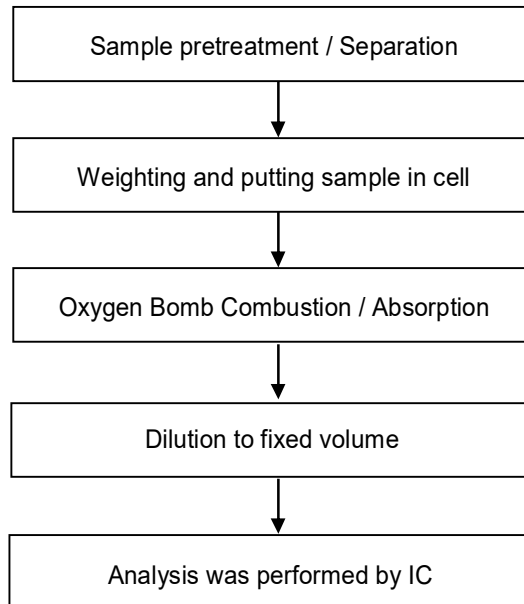 Sample pretreatment / Separation
Weighting and putting sample in cell
Oxygen Bomb Combustion / Absorption
Dilution to fixed volume
Analysis was performed by IC